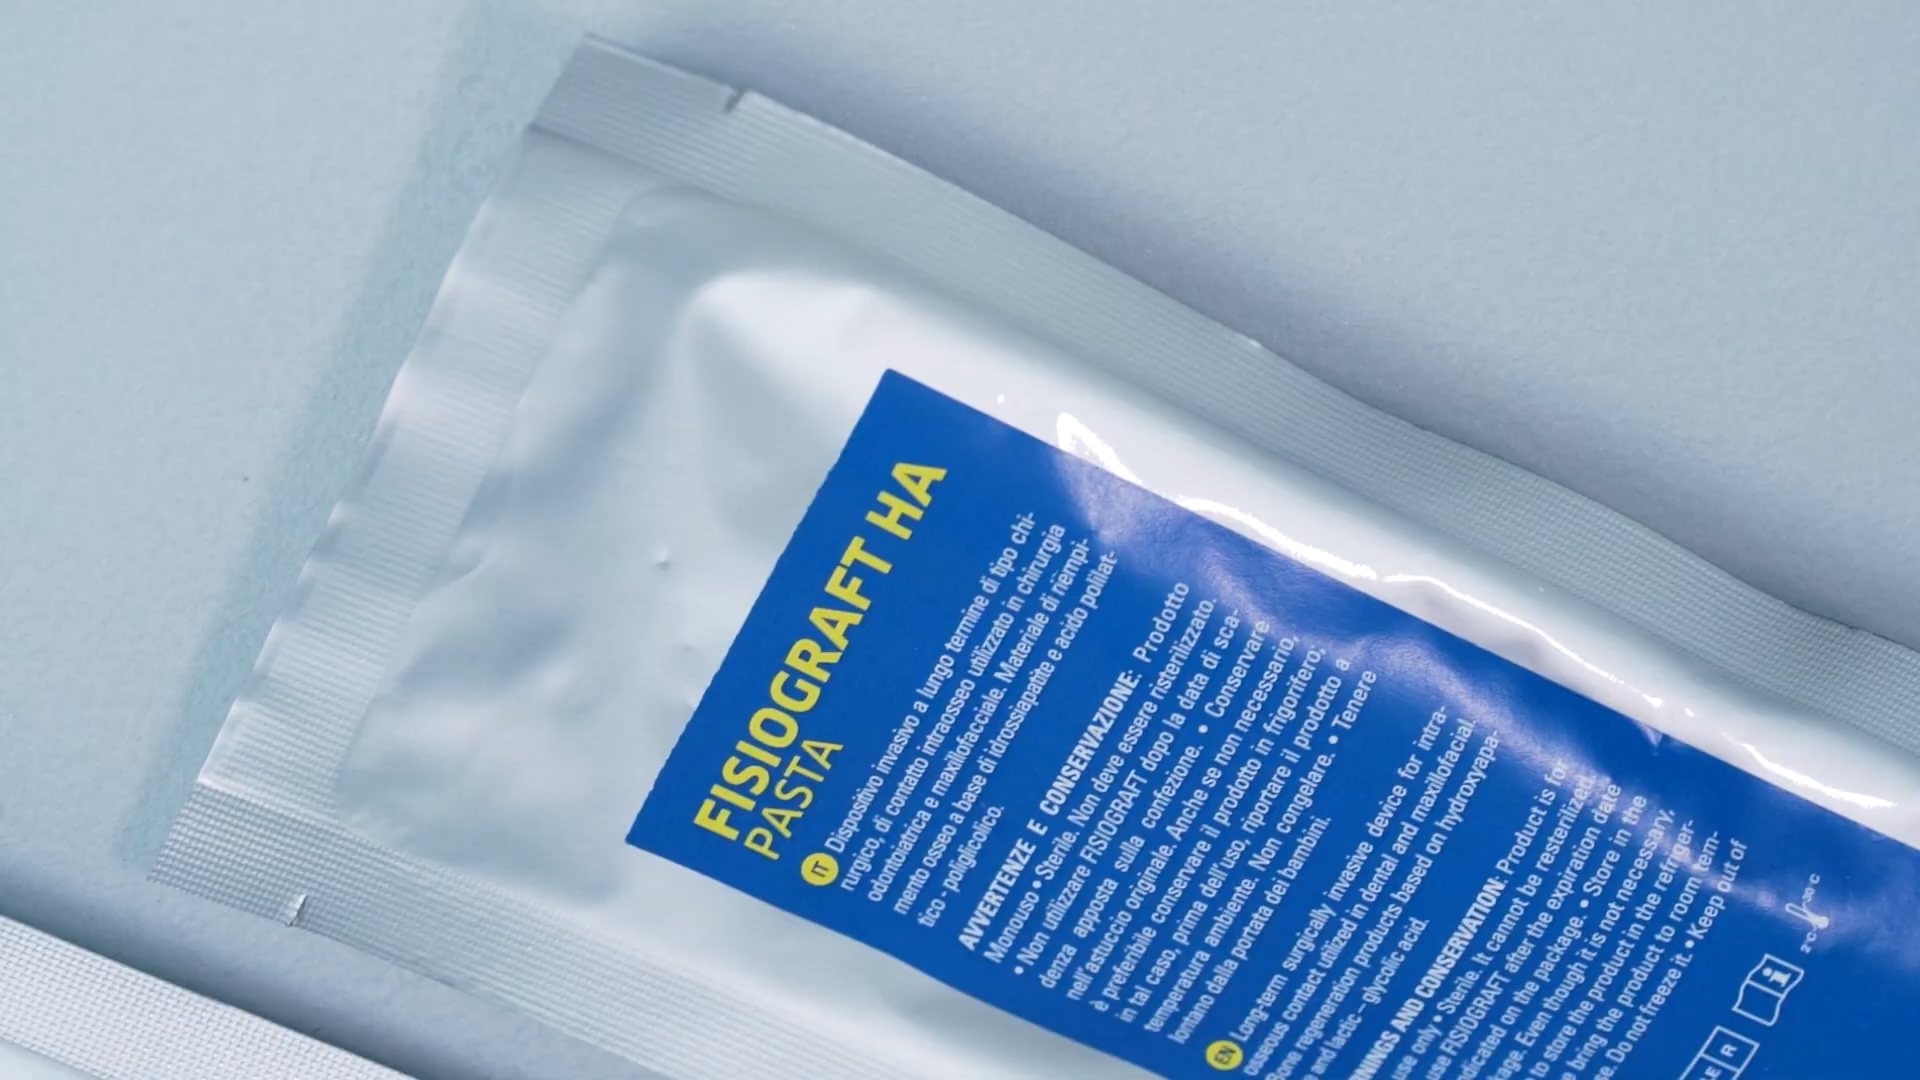 FISIOGRAFT HA
PASTA
IT Dispositivo invasivo a lungo termine di tipo chi-
rurgico, di contatto intraosseo utilizzato in chirurgia
odontoiatrica e maxillofacciale. Materiale di riempi-
mento osseo a base di idrossiapatite e acido polilat-
tico - poliglicolico.
AVVERTENZE E CONSERVAZIONE: Prodotto
Monouso • Sterile. Non deve essere risterilizzato.
• Non utilizzare FISIOGRAFT dopo la data di sca-
denza apposta sulla confezione. • Conservare
nell'astuccio originale. Anche se non necessario,
è preferibile conservare il prodotto in frigorifero;
in tal caso, prima dell'uso, riportare il prodotto a
temperatura ambiente. Non congelare. • Tenere
lontano dalla portata dei bambini.
EN Long-term surgically invasive device for intra-
osseous contact utilized in dental and maxillofacial.
Bone regeneration products based on hydroxyapa-
and lactic – glycolic acid.
AND CONSERVATION: Product is for
use only • Sterile. It cannot be resterilized.
use FISIOGRAFT after the expiration date
on the package. • Store in the
Even though it is not necessary,
to store the product in the refriger-
bring the product to room tem-
Do not freeze it. • Keep out of
2°C
30°C
R